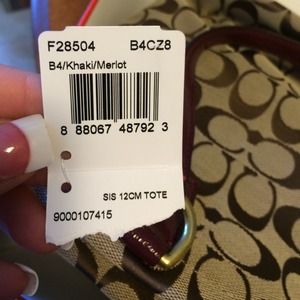 F28504 B4CZ8
B4/Khaki/Merlot
8 88067 48792 3
SIS 12CM TOTE
9000107415